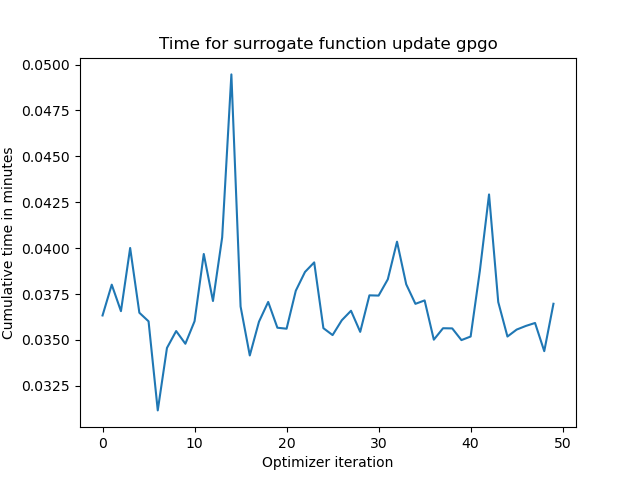 Time for surrogate function update gpgo
Cumulative time in minutes
0.0500
0.0475
0.0450
0.0425
0.0400
0.0375
0.0350
0.0325
0 10 20 30 40 50
Optimizer iteration